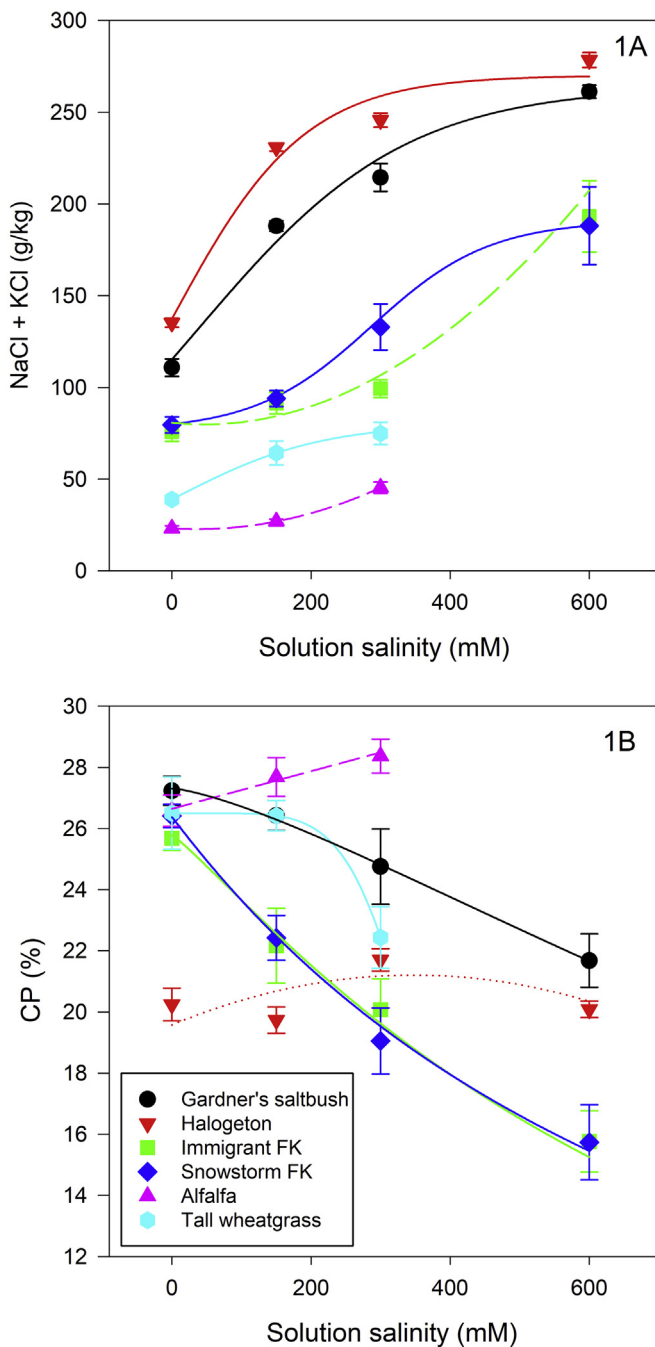 300
1A
250
200
150
100
50
0
NaCl + KCl (g/kg)
0 200 400 600
Solution salinity (mM)
30
1B
28
26
24
22
20
18
16
14
12
CP (%)
Gardner's saltbush
Halogeton
Immigrant FK
Snowstorm FK
Alfalfa
Tall wheatgrass
0 200 400 600
Solution salinity (mM)